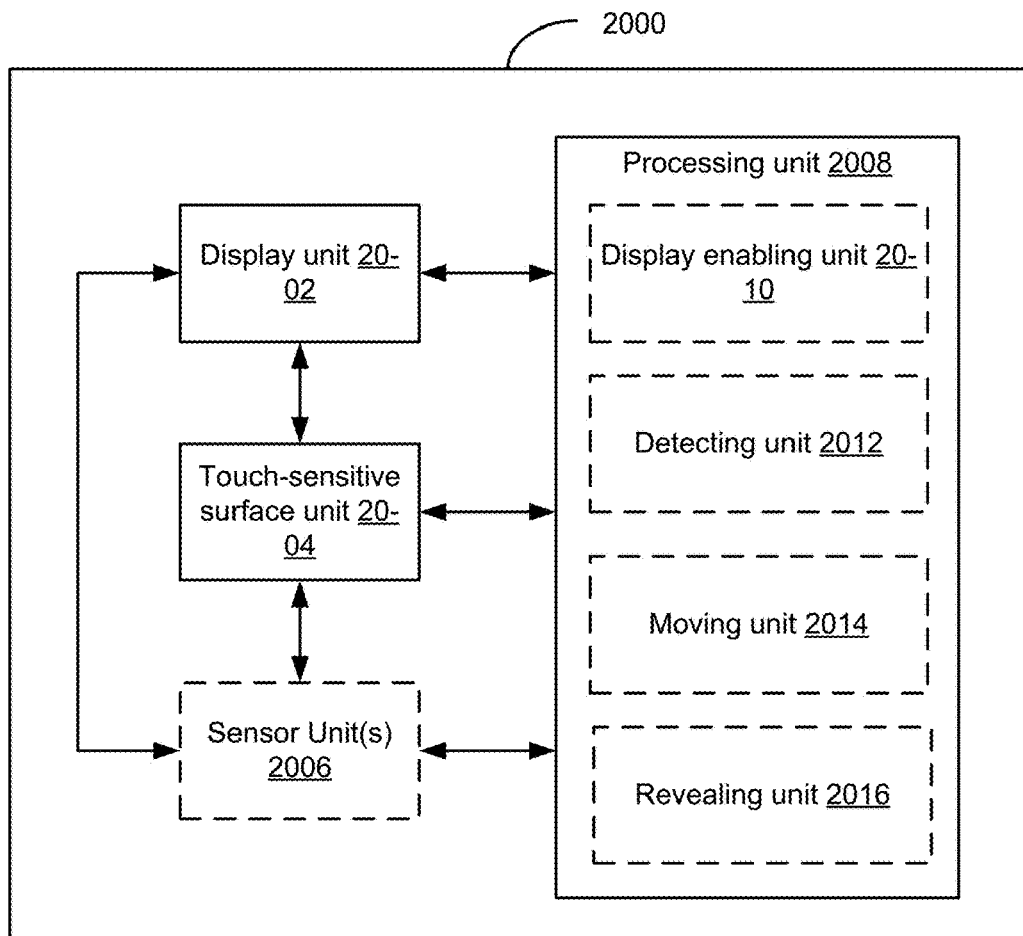 2000
Processing unit 2008
Display unit 20-
02
Display enabling unit 20-
10
Detecting unit 2012
Touch-sensitive
surface unit 20-
04
Moving unit 2014
Sensor Unit(s)
2006
Revealing unit 2016